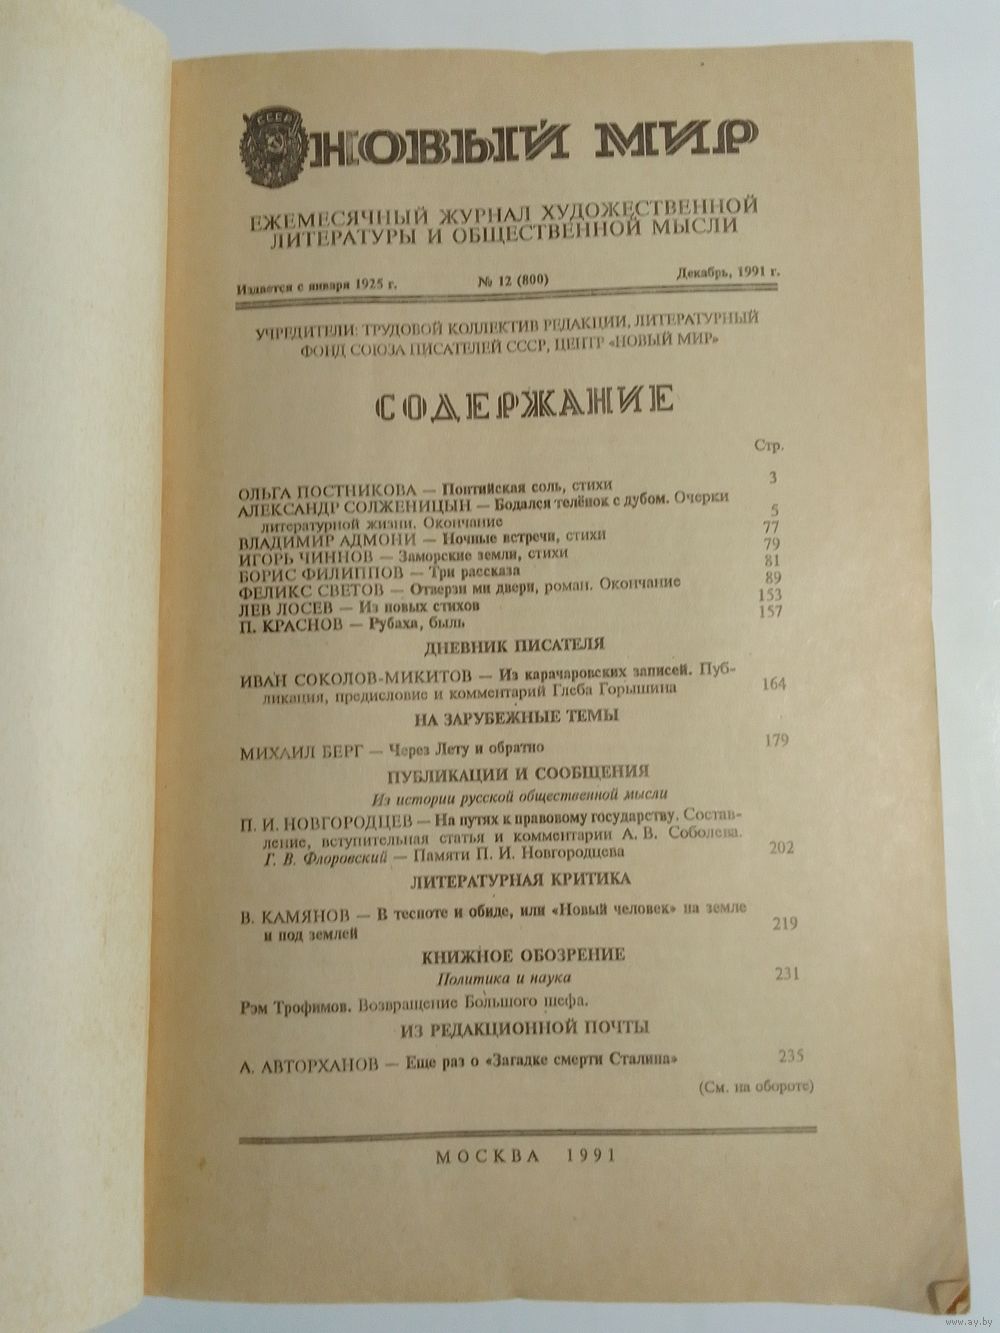 СССР
НОВЫЙ МИР
ЕЖЕМЕСЯЧНЫЙ ЖУРНАЛ ХУДОЖЕСТВЕННОЙ
ЛИТЕРАТУРЫ И ОБЩЕСТВЕННОЙ МЫСЛИ
Издается с января 1925 г. № 12 (800) Декабрь, 1991 г.
УЧРЕДИТЕЛИ: ТРУДОВОЙ КОЛЛЕКТИВ РЕДАКЦИИ, ЛИТЕРАТУРНЫЙ
ФОНД СОЮЗА ПИСАТЕЛЕЙ СССР, ЦЕНТР «НОВЫЙ МИР»
СОДЕРЖАНИЕ
Стр.
ОЛЬГА ПОСТНИКОВА — Понтийская соль, стихи 3
АЛЕКСАНДР СОЛЖЕНИЦЫН — Бодался телёнок с дубом. Очерки
литературной жизни. Окончание 5
ВЛАДИМИР АДМОНИ — Ночные встречи, стихи 77
ИГОРЬ ЧИННОВ — Заморские земли, стихи 79
БОРИС ФИЛИППОВ — Три рассказа 81
ФЕЛИКС СВЕТОВ — Отверзи ми двери, роман. Окончание 89
ЛЕВ ЛОСЕВ — Из новых стихов 153
П. КРАСНОВ — Рубаха, быль 157
ДНЕВНИК ПИСАТЕЛЯ
ИВАН СОКОЛОВ-МИКИТОВ — Из карачаровских записей. Пуб-
ликация, предисловие и комментарий Глеба Горышина 164
НА ЗАРУБЕЖНЫЕ ТЕМЫ
МИХАИЛ БЕРГ — Через Лету и обратно 179
ПУБЛИКАЦИИ И СООБЩЕНИЯ
Из истории русской общественной мысли
П. И. НОВГОРОДЦЕВ — На путях к правовому государству. Состав-
ление, вступительная статья и комментарии А. В. Соболева.
Г. В. Флоровский — Памяти П. И. Новгородцева 202
ЛИТЕРАТУРНАЯ КРИТИКА
В. КАМЯНОВ — В тесноте и обиде, или «Новый человек» на земле
и под землей 219
КНИЖНОЕ ОБОЗРЕНИЕ
Политика и наука 231
Рэм Трофимов. Возвращение Большого шефа.
ИЗ РЕДАКЦИОННОЙ ПОЧТЫ
А. АВТОРХАНОВ — Еще раз о «Загадке смерти Сталина» 235
(См. на обороте)
МОСКВА 1991
www.ay.by